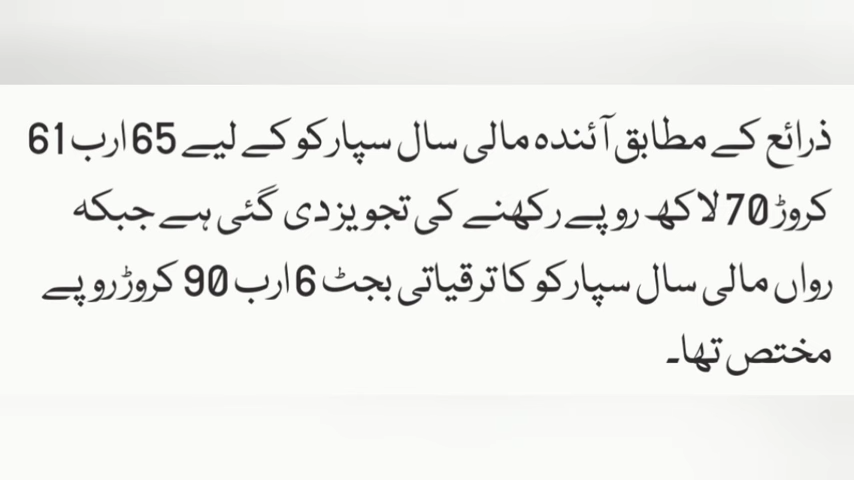 ذرائع کے مطابق آئندہ مالی سال سپارکو کے لیے 65 ارب 61
کروڑ 70 لاکھ روپے رکھنے کی تجویز دی گئی ہے جبکہ
رواں مالی سال سپارکو کا ترقیاتی بجٹ 6 ارب 90 کروڑ روپے
مختص تھا۔